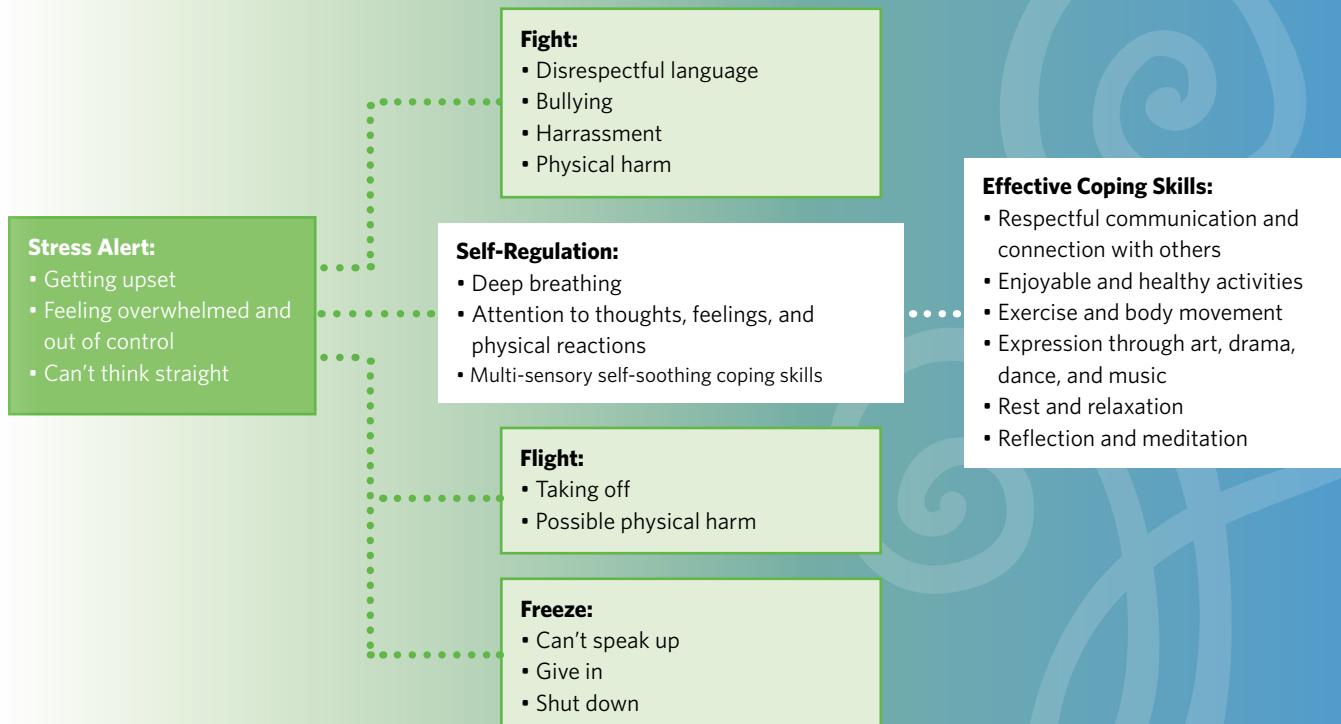 Fight:
• Disrespectful language
• Bullying
• Harrassment
• Physical harm
Stress Alert:
• Getting upset
• Feeling overwhelmed and
out of control
• Can't think straight
Self-Regulation:
• Deep breathing
• Attention to thoughts, feelings, and
physical reactions
• Multi-sensory self-soothing coping skills
Effective Coping Skills:
• Respectful communication and
connection with others
• Enjoyable and healthy activities
• Exercise and body movement
• Expression through art, drama,
dance, and music
• Rest and relaxation
• Reflection and meditation
Flight:
• Taking off
• Possible physical harm
Freeze:
• Can't speak up
• Give in
• Shut down